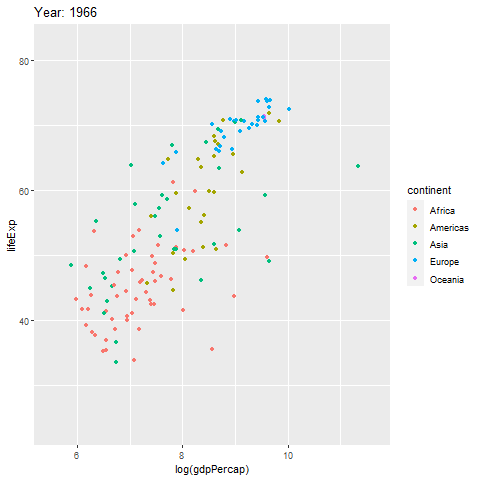 Year: 1966
80
60
40
lifeExp
6
8
10
log(gdpPercap)
continent
Africa
Americas
Asia
Europe
Oceania